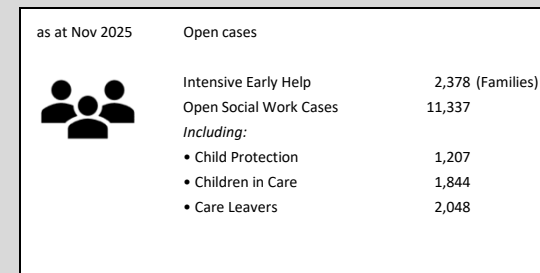 as at Nov 2025 Open cases
Intensive Early Help 2,378 (Families)
Open Social Work Cases 11,337
Including:
• Child Protection 1,207
• Children in Care 1,844
• Care Leavers 2,048